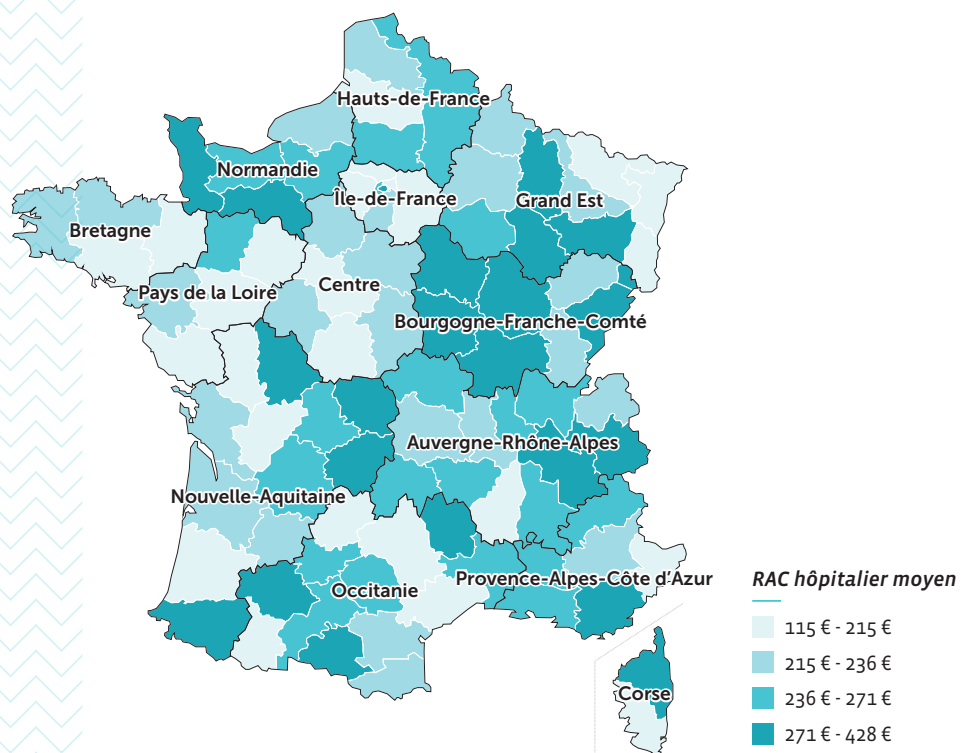 Hauts-de-France
Normandie
Île-de-France
Grand Est
Bretagne
Pays de la Loire
Centre
Bourgogne-Franche-Comté
Auvergne-Rhône-Alpes
Nouvelle-Aquitaine
Occitanie
Provence-Alpes-Côte d'Azur
Corse
RAC hôpitalier moyen
115 € - 215 €
215 € - 236 €
236 € - 271 €
271 € - 428 €